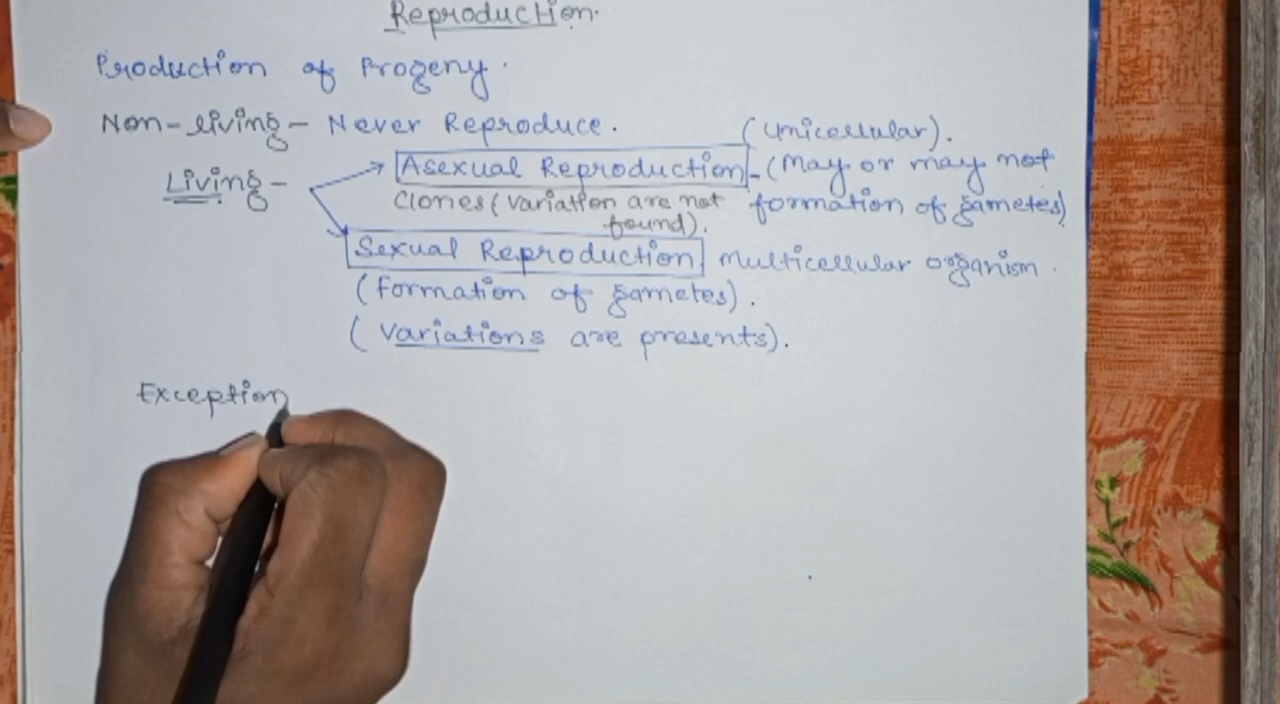 Reproduction.
Production of Progeny.
Non-living - Never Reproduce.
(Unicellular).
Living - Asexual Reproduction - (May or may not
Clones (Variation are not formation of gametes)
found).
Sexual Reproduction multicellular organism.
(formation of gametes).
(Variations are presents).
Exception